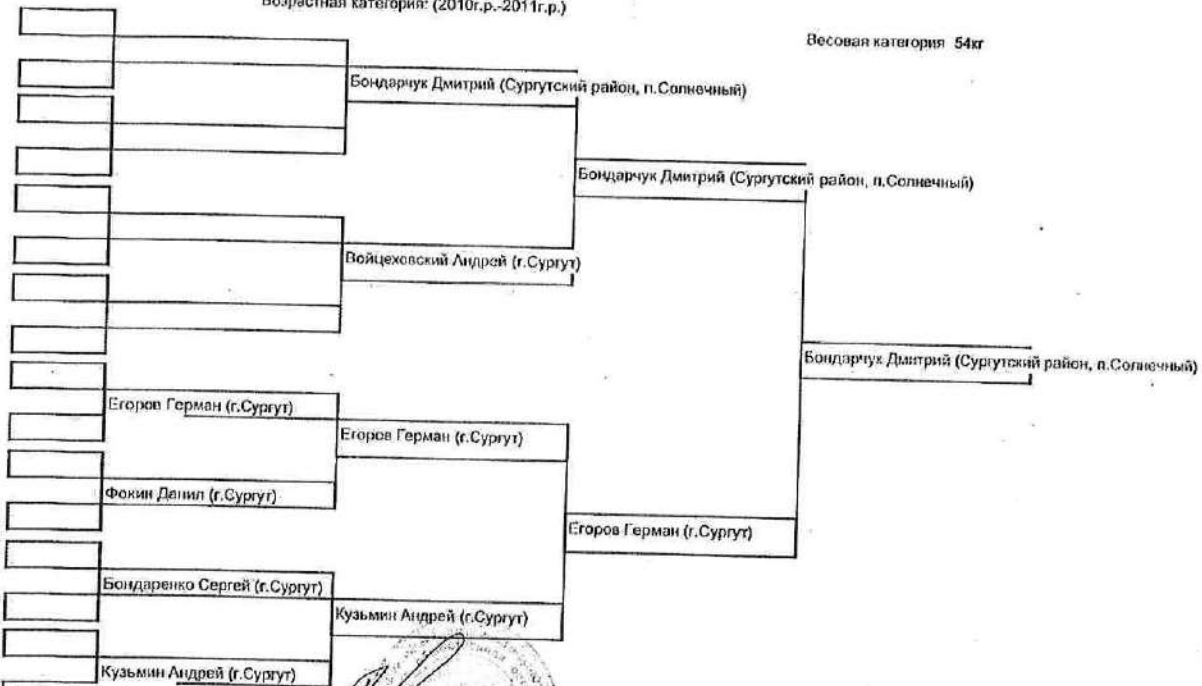 Возрастная категория: (2010г.р.-2011г.р.)
Весовая категория 54кг
Бондарчук Дмитрий (Сургутский район, п.Солнечный)
Бондарчук Дмитрий (Сургутский район, п.Солнечный)
Войцеховский Андрей (г.Сургут)
Бондарчук Дмитрий (Сургутский район, п.Солнечный)
Егоров Герман (г.Сургут)
Егоров Герман (г.Сургут)
Фокин Данил (г.Сургут)
Егоров Герман (г.Сургут)
Бондаренко Сергей (г.Сургут)
Кузьмин Андрей (г.Сургут)
Кузьмин Андрей (г.Сургут)